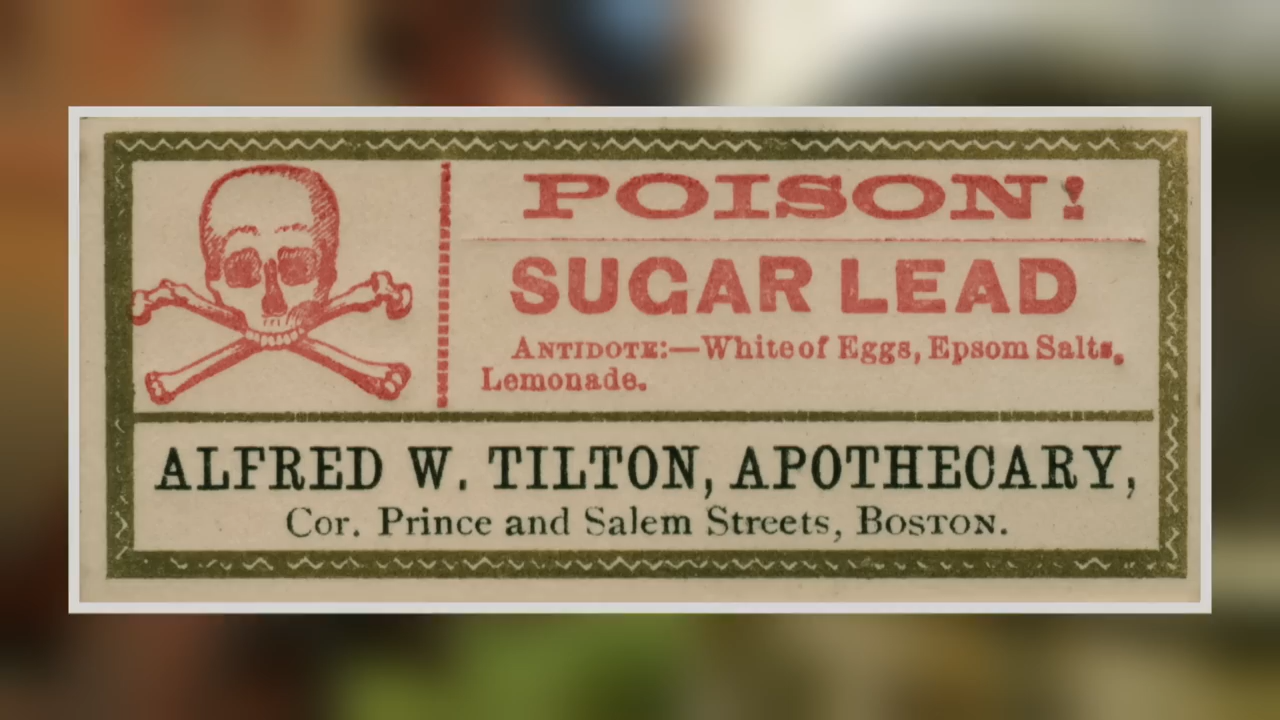 POISON!
SUGAR LEAD
ANTIDOTE:—White of Eggs, Epsom Salts,
Lemonade.
ALFRED W. TILTON, APOTHECARY,
Cor. Prince and Salem Streets, BOSTON.